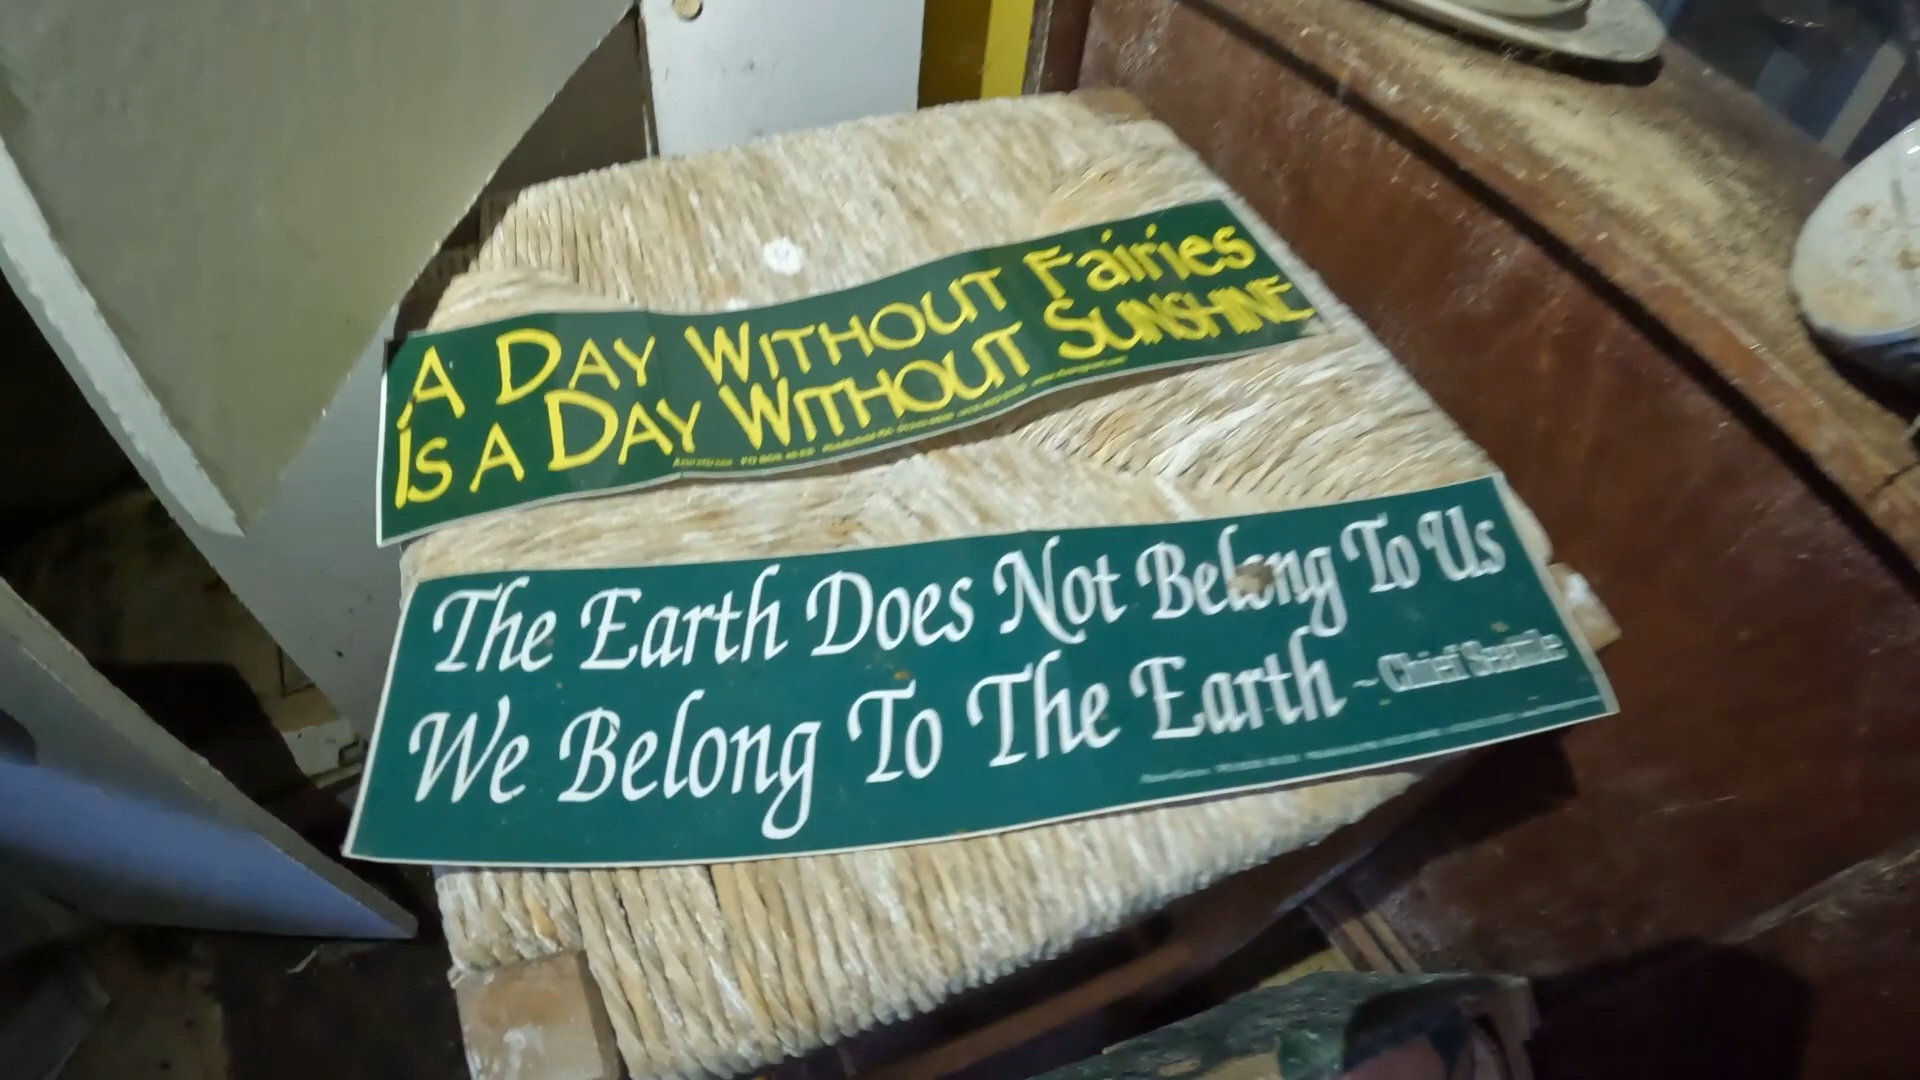 A DAY WITHOUT Fairies
IS A DAY WITHOUT SUNSHINE
The Earth Does Not Belong To Us
We Belong To The Earth ~ Chief Seattle